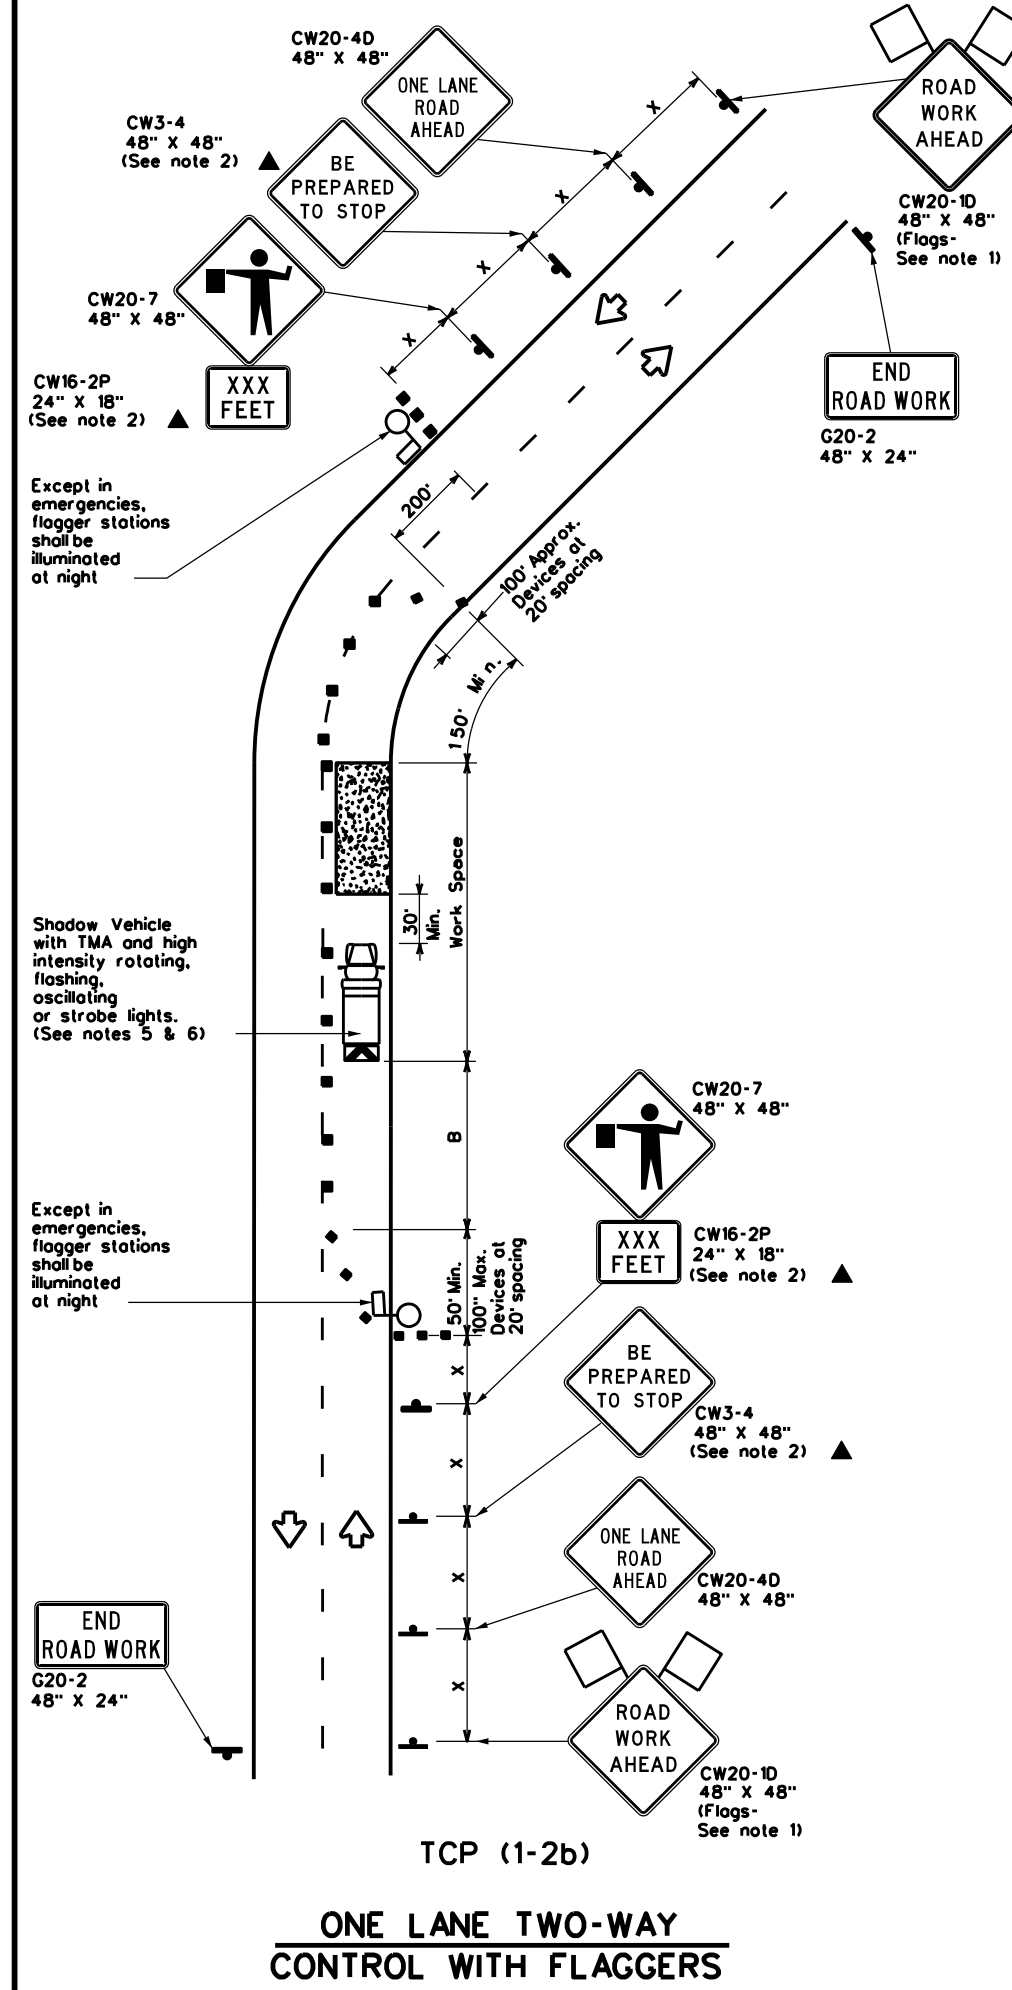 CW20-4D
48" X 48"
ONE LANE
ROAD
AHEAD
X
ROAD
WORK
AHEAD
CW20-1D
48" X 48"
(Flags-
See note 1)
CW3-4
48" X 48"
(See note 2)
BE
PREPARED
TO STOP
X
X
CW20-7
48" X 48"
X
CW16-2P
24" X 18"
(See note 2)
XXX
FEET
END
ROAD WORK
G20-2
48" X 24"
Except in
emergencies,
flagger stations
shall be
illuminated
at night
200'
100' Approx.
Devices at
20' spacing
150' Min.
Work Space
30'
Min.
Shadow Vehicle
with TMA and high
intensity rotating,
flashing,
oscillating
or strobe lights.
(See notes 5 & 6)
B
CW20-7
48" X 48"
Except in
emergencies,
flagger stations
shall be
illuminated
at night
50' Min.
100" Max.
Devices at
20' spacing
XXX
FEET
CW16-2P
24" X 18"
(See note 2)
X
BE
PREPARED
TO STOP
CW3-4
48" X 48"
(See note 2)
X
ONE LANE
ROAD
AHEAD
CW20-4D
48" X 48"
X
END
ROAD WORK
G20-2
48" X 24"
X
ROAD
WORK
AHEAD
CW20-1D
48" X 48"
(Flags-
See note 1)
TCP (1-2b)
ONE LANE TWO-WAY
CONTROL WITH FLAGGERS